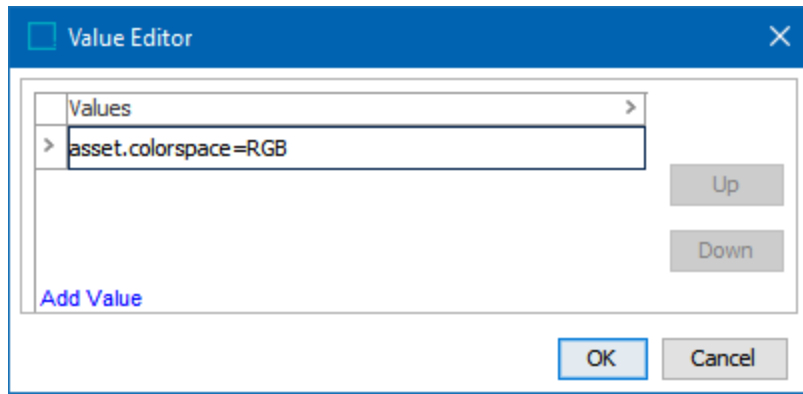 Value Editor
Values
asset.colorspace=RGB
Up
Down
Add Value
OK
Cancel